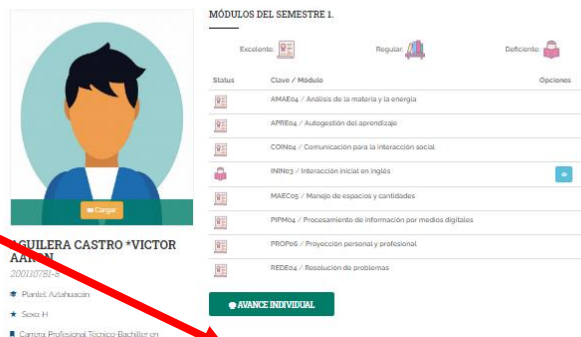 MÓDULOS DEL SEMESTRE 1.
Excelente:
Regular:
Deficiente:
Status
Clave / Módulo
Opciones
AMAE04 / Análisis de la materia y la energía
APRE04 / Autogestión del aprendizaje
COIN04 / Comunicación para la interacción social
ININ03 / Interacción inicial en inglés
MAEC05 / Manejo de espacios y cantidades
PIPM04 / Procesamiento de información por medios digitales
PROP06 / Proyección personal y profesional
REDE04 / Resolución de problemas
AVANCE INDIVIDUAL
Cargar
AGUILERA CASTRO *VICTOR
AARON
200110781-8
Plantel: Aztahuacan
Sexo: H
Carrera: Profesional Técnico-Bachiller en